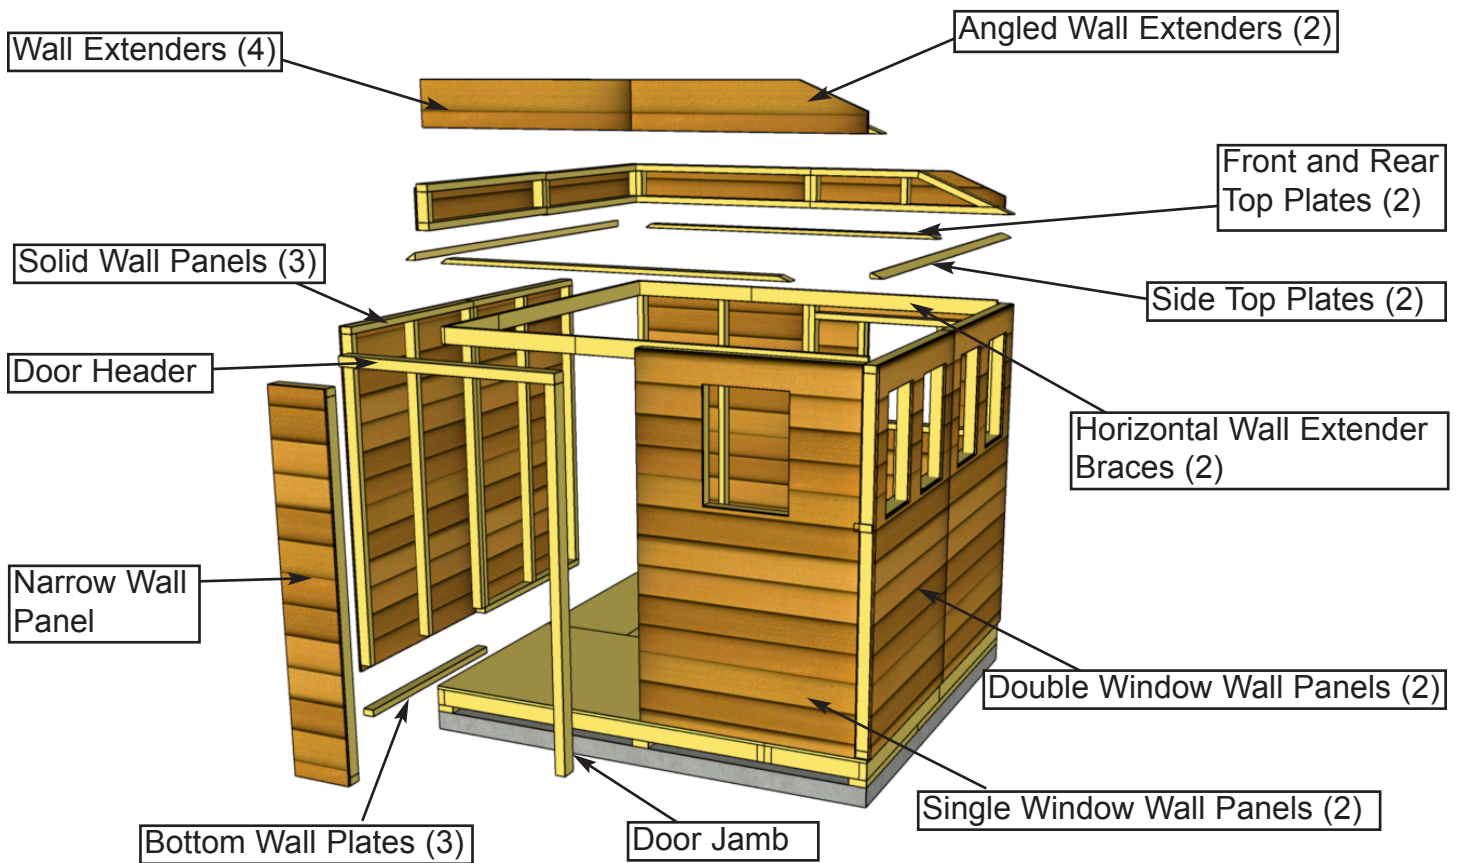 Wall Extenders (4)
Angled Wall Extenders (2)
Front and Rear
Top Plates (2)
Solid Wall Panels (3)
Side Top Plates (2)
Door Header
Horizontal Wall Extender
Braces (2)
Narrow Wall
Panel
Double Window Wall Panels (2)
Single Window Wall Panels (2)
Bottom Wall Plates (3)
Door Jamb